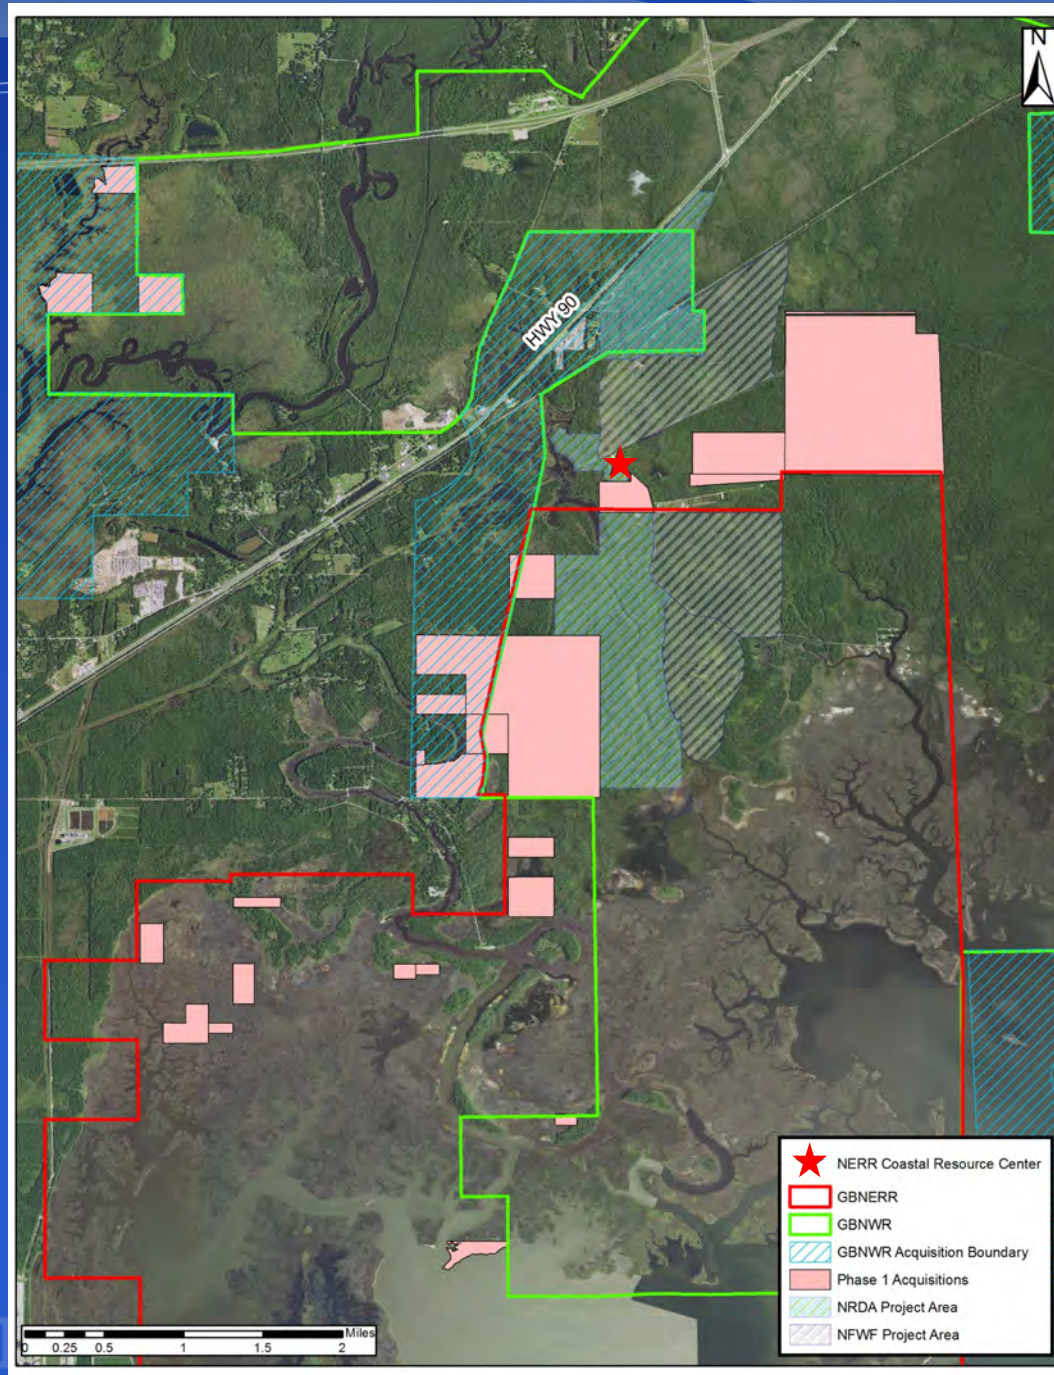 N
HWY 90
NERR Coastal Resource Center
GBNERR
GBNWR
GBNWR Acquisition Boundary
Phase 1 Acquisitions
NRDA Project Area
NFWF Project Area
Miles
0 0.25 0.5 1 1.5 2